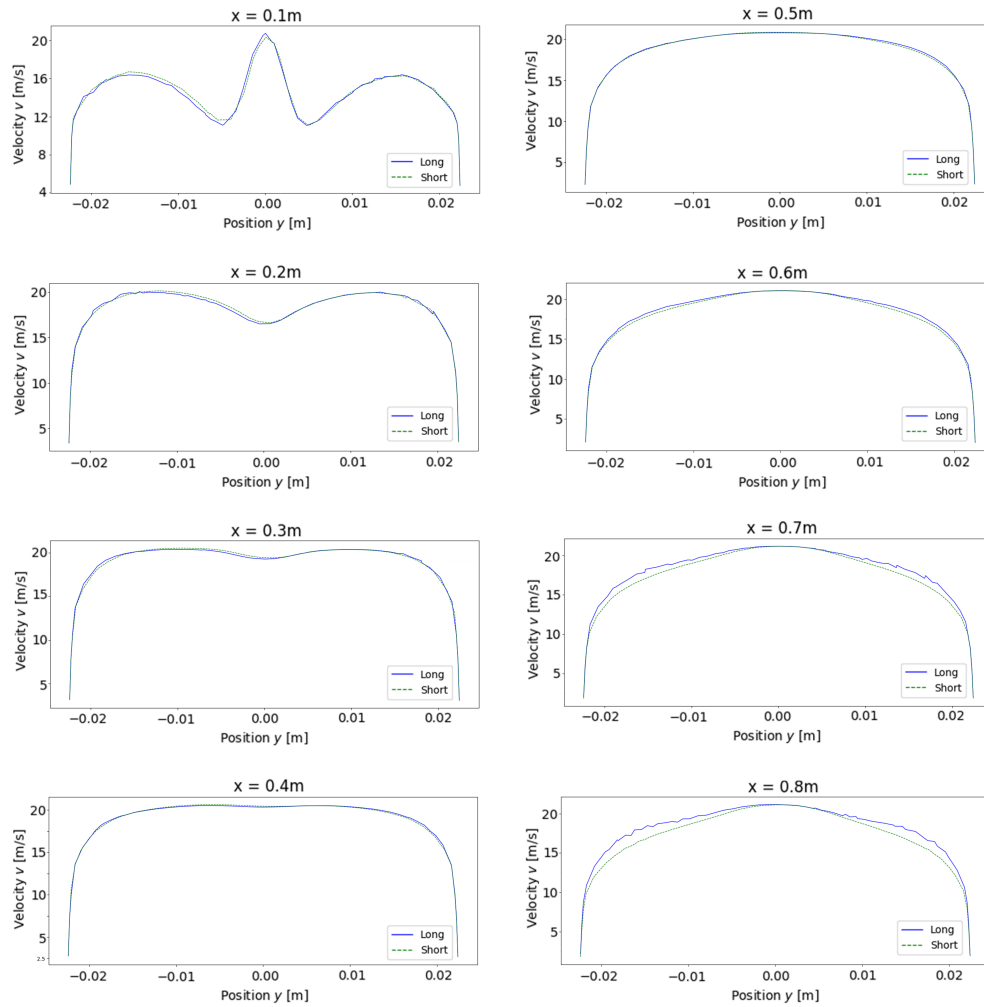 x = 0.1m
Velocity v [m/s]
20
16
12
8
4
Long
Short
−0.02 −0.01 0.00 0.01 0.02
Position y [m]
x = 0.5m
Velocity v [m/s]
20
15
10
5
Long
Short
−0.02 −0.01 0.00 0.01 0.02
Position y [m]
x = 0.2m
Velocity v [m/s]
20
15
10
5
Long
Short
−0.02 −0.01 0.00 0.01 0.02
Position y [m]
x = 0.6m
Velocity v [m/s]
20
15
10
5
Long
Short
−0.02 −0.01 0.00 0.01 0.02
Position y [m]
x = 0.3m
Velocity v [m/s]
20
15
10
5
Long
Short
−0.02 −0.01 0.00 0.01 0.02
Position y [m]
x = 0.7m
Velocity v [m/s]
20
15
10
5
Long
Short
−0.02 −0.01 0.00 0.01 0.02
Position y [m]
x = 0.4m
Velocity v [m/s]
20
15
10
5
2.5
Long
Short
−0.02 −0.01 0.00 0.01 0.02
Position y [m]
x = 0.8m
Velocity v [m/s]
20
15
10
5
Long
Short
−0.02 −0.01 0.00 0.01 0.02
Position y [m]